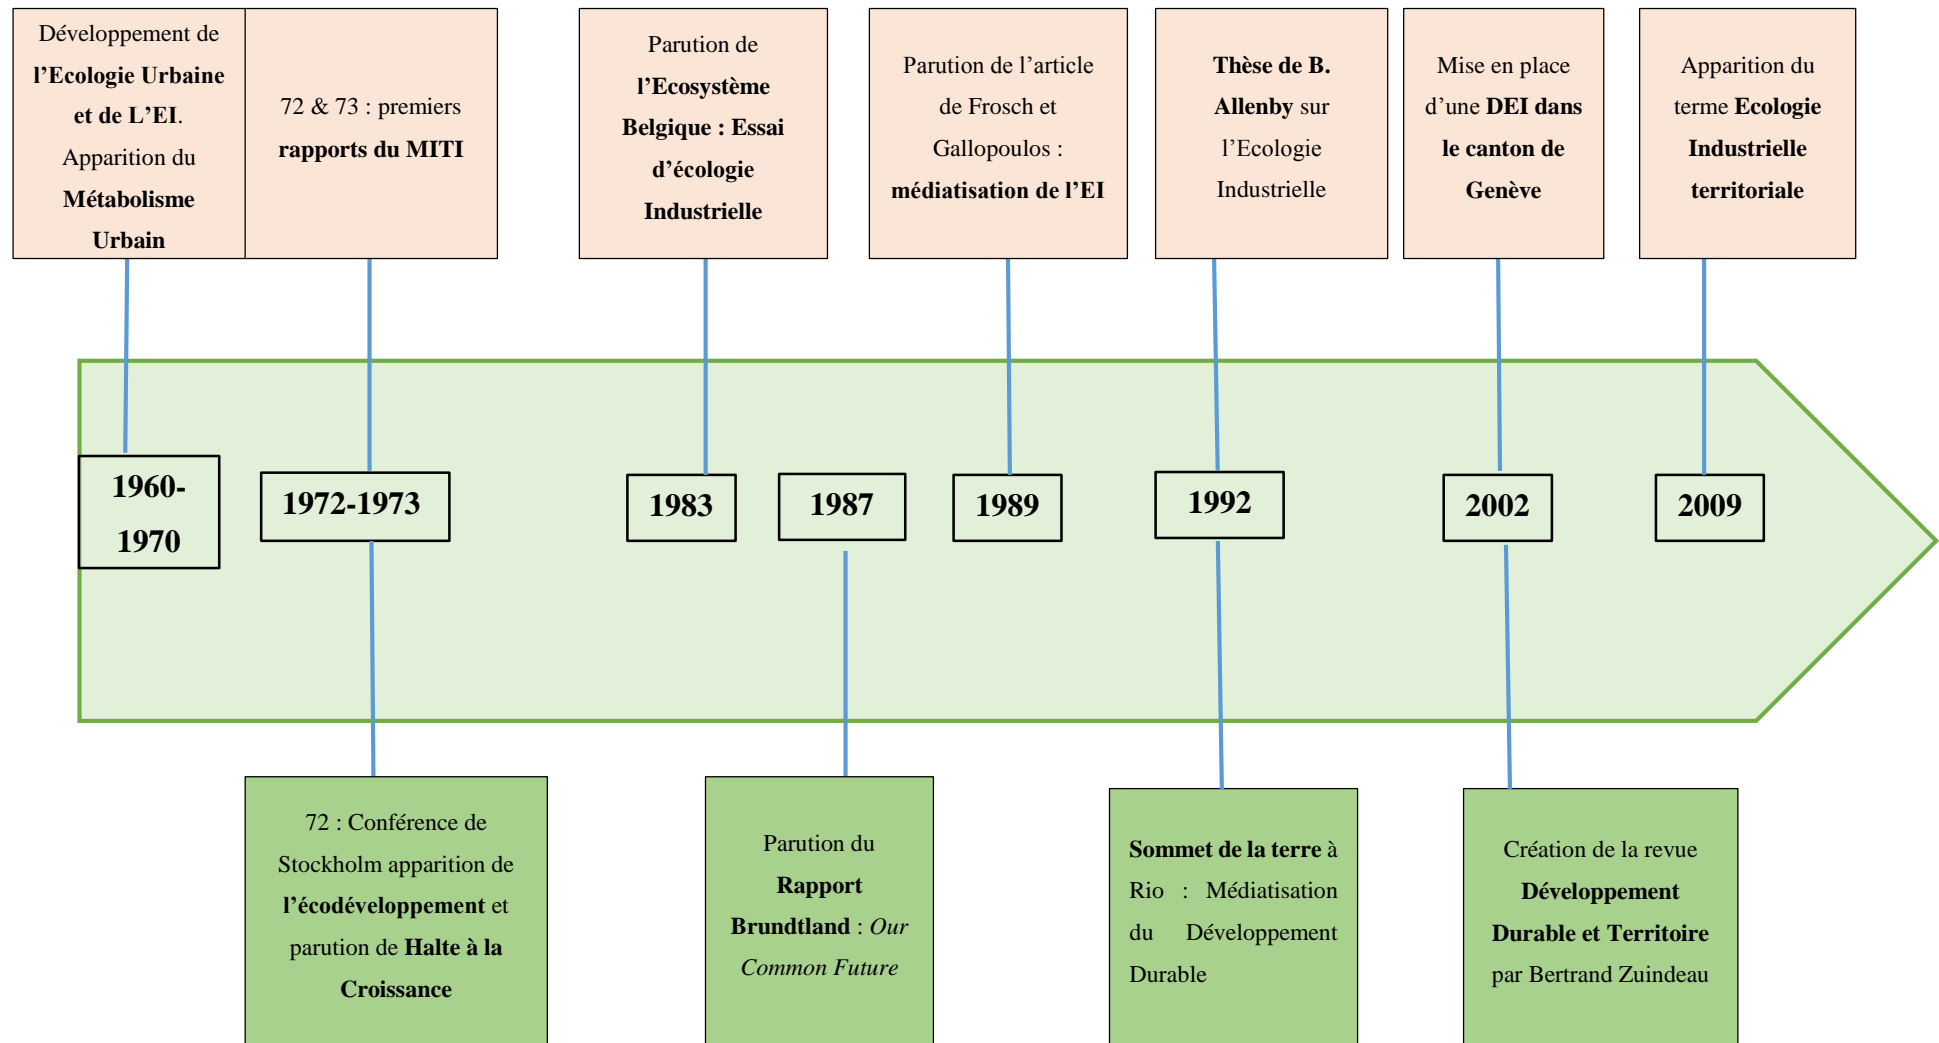 Développement de
l’Ecologie Urbaine
et de L’EI.
Apparition du
Métabolisme
Urbain
72 & 73 : premiers
rapports du MITI
Parution de
l’Ecosystème
Belgique : Essai
d’écologie
Industrielle
Parution de l’article
de Frosch et
Gallopoulos :
médiatisation de l’EI
Thèse de B.
Allenby sur
l’Ecologie
Industrielle
Mise en place
d’une DEI dans
le canton de
Genève
Apparition du
terme Ecologie
Industrielle
territoriale
1960-
1970
1972-1973
1983
1987
1989
1992
2002
2009
72 : Conférence de
Stockholm apparition de
l’écodéveloppement et
parution de Halte à la
Croissance
Parution du
Rapport
Brundtland : Our
Common Future
Sommet de la terre à
Rio : Médiatisation
du Développement
Durable
Création de la revue
Développement
Durable et Territoire
par Bertrand Zuindeau